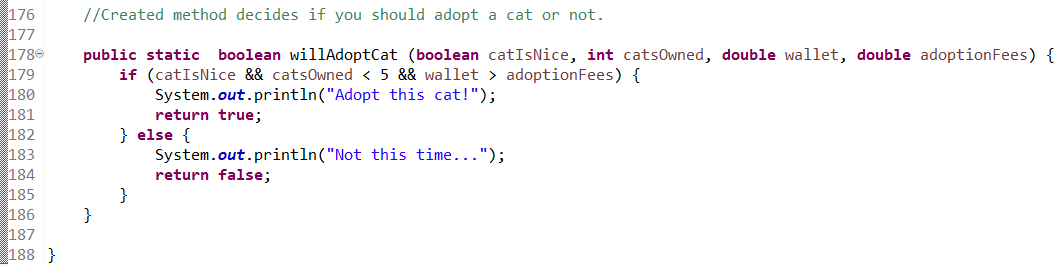 176 //Created method decides if you should adopt a cat or not.
177
178 public static  boolean willAdoptCat (boolean catIsNice, int catsOwned, double wallet, double adoptionFees) {
179 if (catIsNice && catsOwned < 5 && wallet > adoptionFees) {
180 System.out.println("Adopt this cat!");
181 return true;
182 } else {
183 System.out.println("Not this time...");
184 return false;
185 }
186 }
187
188 }